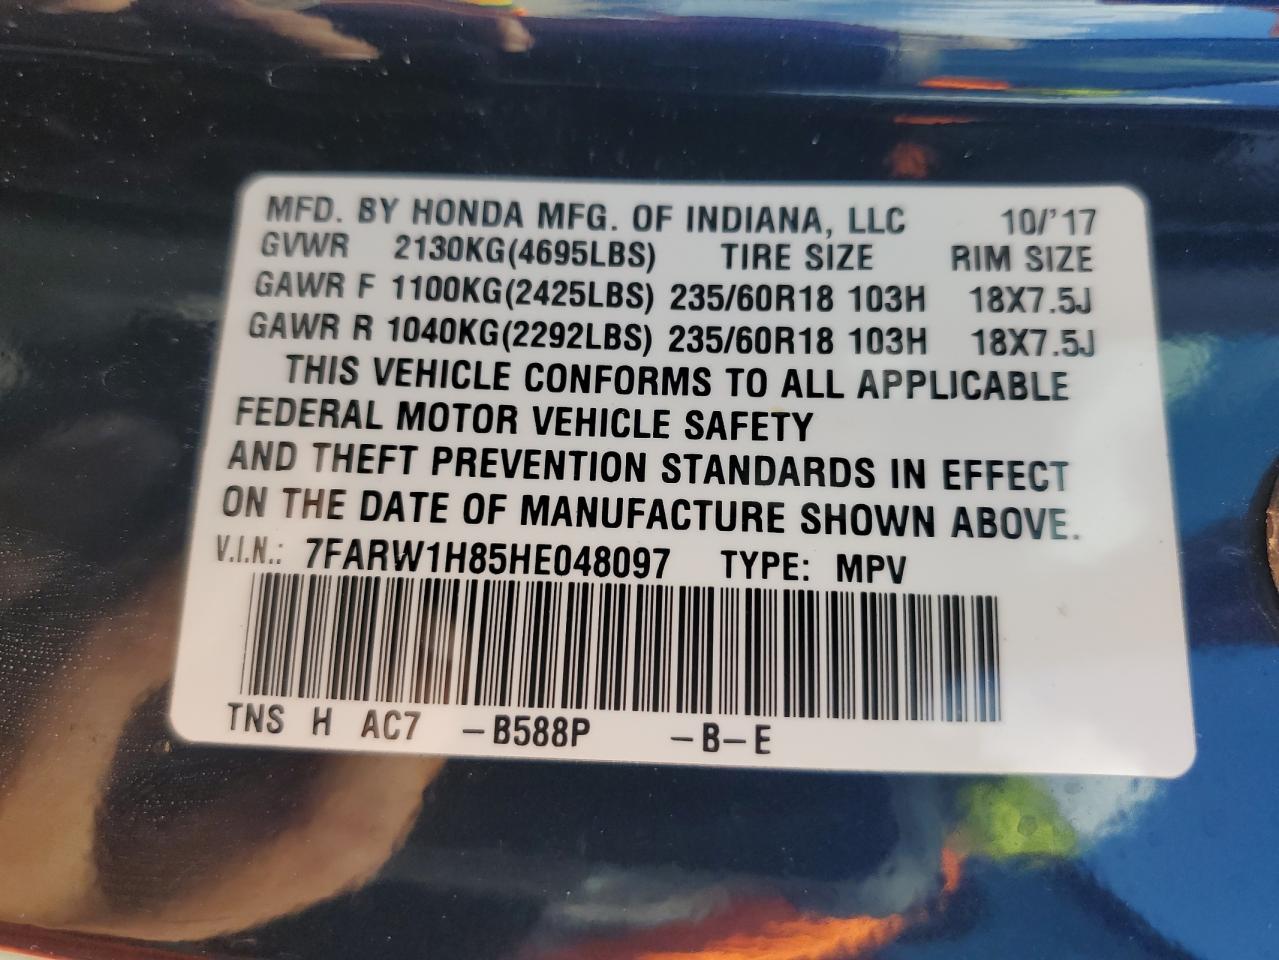 MFD. BY HONDA MFG. OF INDIANA, LLC 10/'17
GVWR 2130KG(4695LBS) TIRE SIZE RIM SIZE
GAWR F 1100KG(2425LBS) 235/60R18 103H 18X7.5J
GAWR R 1040KG(2292LBS) 235/60R18 103H 18X7.5J
THIS VEHICLE CONFORMS TO ALL APPLICABLE
FEDERAL MOTOR VEHICLE SAFETY
AND THEFT PREVENTION STANDARDS IN EFFECT
ON THE DATE OF MANUFACTURE SHOWN ABOVE.
V.I.N.: 7FARW1H85HE048097 TYPE: MPV
TNS H AC7 -B588P -B-E